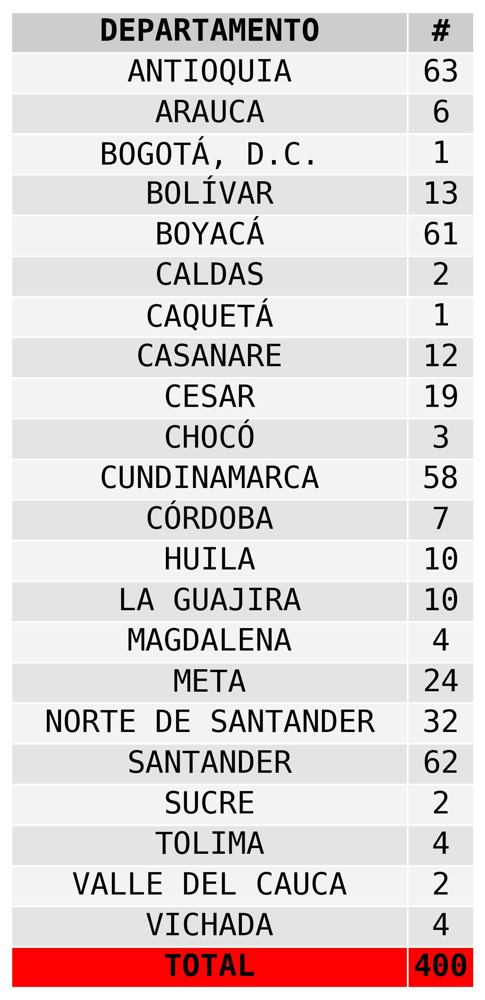 DEPARTAMENTO #
ANTIOQUIA 63
ARAUCA 6
BOGOTÁ, D.C. 1
BOLÍVAR 13
BOYACÁ 61
CALDAS 2
CAQUETÁ 1
CASANARE 12
CESAR 19
CHOCÓ 3
CUNDINAMARCA 58
CÓRDOBA 7
HUILA 10
LA GUAJIRA 10
MAGDALENA 4
META 24
NORTE DE SANTANDER 32
SANTANDER 62
SUCRE 2
TOLIMA 4
VALLE DEL CAUCA 2
VICHADA 4
TOTAL 400